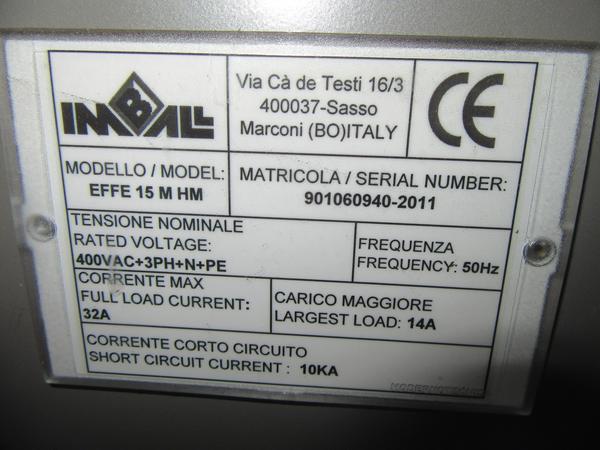 IMBALL
Via Cà de Testi 16/3
400037-Sasso
Marconi (BO)ITALY
CE
MODELLO / MODEL:
EFFE 15 M HM
MATRICOLA / SERIAL NUMBER:
901060940-2011
TENSIONE NOMINALE
RATED VOLTAGE:
400VAC+3PH+N+PE
FREQUENZA
FREQUENCY: 50Hz
CORRENTE MAX
FULL LOAD CURRENT:
32A
CARICO MAGGIORE
LARGEST LOAD: 14A
CORRENTE CORTO CIRCUITO
SHORT CIRCUIT CURRENT : 10KA